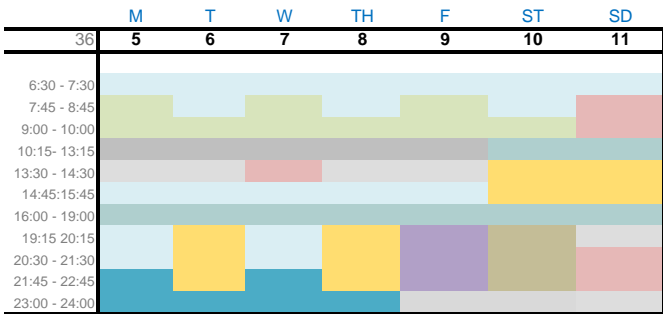 M T W TH F ST SD
36 5 6 7 8 9 10 11
6:30 - 7:30
7:45 - 8:45
9:00 - 10:00
10:15- 13:15
13:30 - 14:30
14:45:15:45
16:00 - 19:00
19:15 20:15
20:30 - 21:30
21:45 - 22:45
23:00 - 24:00